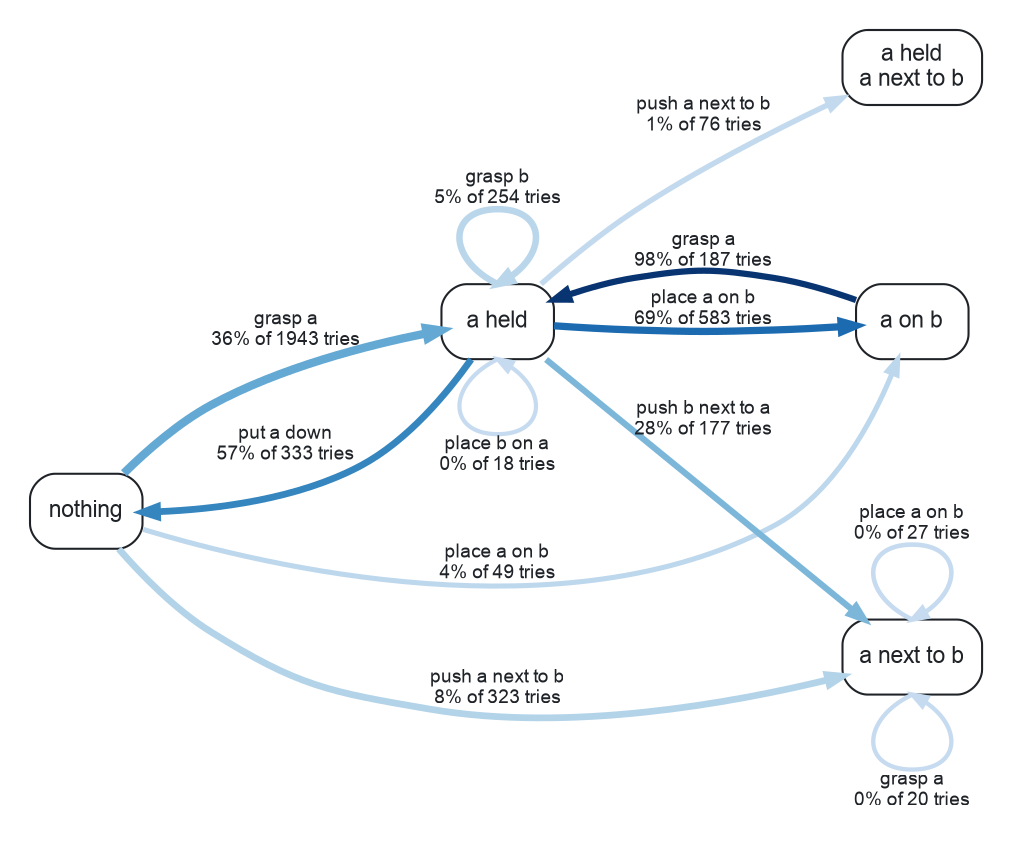 a held
a next to b
push a next to b
1% of 76 tries
grasp b
5% of 254 tries
grasp a
98% of 187 tries
place a on b
69% of 583 tries
a held
a on b
grasp a
36% of 1943 tries
push b next to a
28% of 177 tries
put a down
57% of 333 tries
place b on a
0% of 18 tries
nothing
place a on b
0% of 27 tries
place a on b
4% of 49 tries
a next to b
push a next to b
8% of 323 tries
grasp a
0% of 20 tries